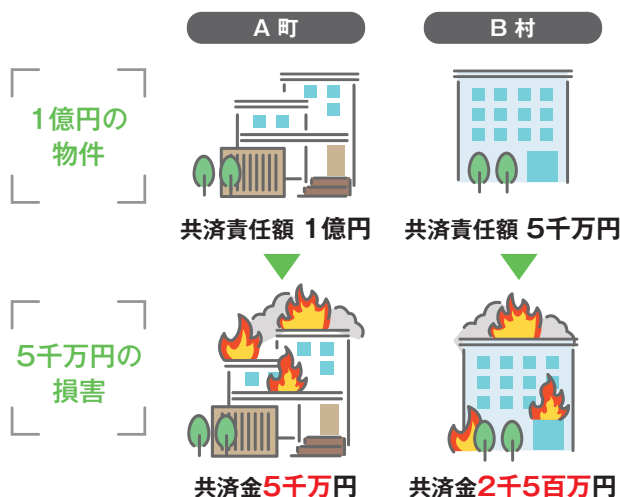 A 町
B 村
1億円の
物件
共済責任額 1億円
共済責任額 5千万円
5千万円の
損害
共済金5千万円
共済金2千5百万円